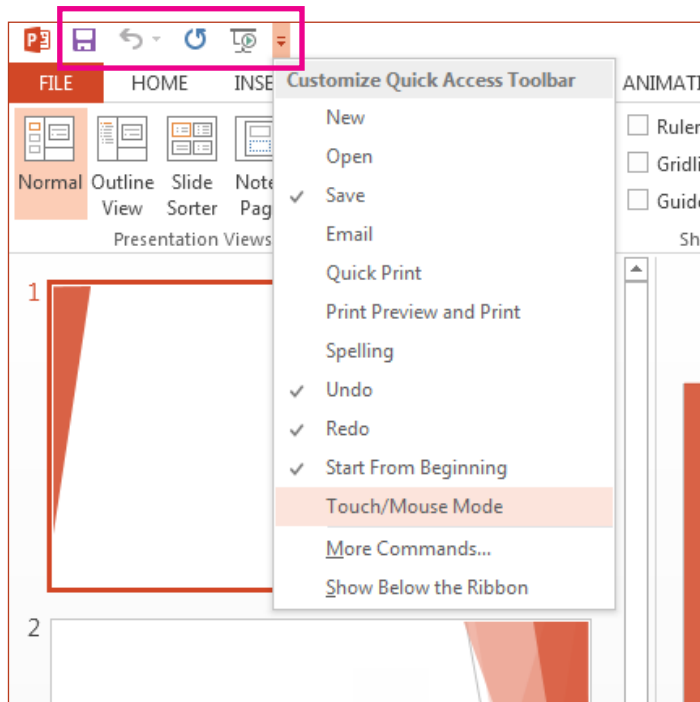 FILE HOME INSE ANIMATI
Customize Quick Access Toolbar
New
Open
Save
Email
Quick Print
Print Preview and Print
Spelling
Undo
Redo
Start From Beginning
Touch/Mouse Mode
More Commands...
Show Below the Ribbon
Normal Outline Slide Note
View Sorter Pag
Presentation Views
Ruler
Gridli
Guide
Sh
1
2